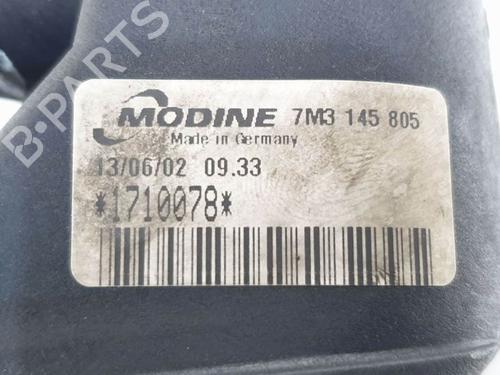 MODINE 7M3 145 805
Made in Germany
13/06/02 09.33
*1710078*
B-PARTS